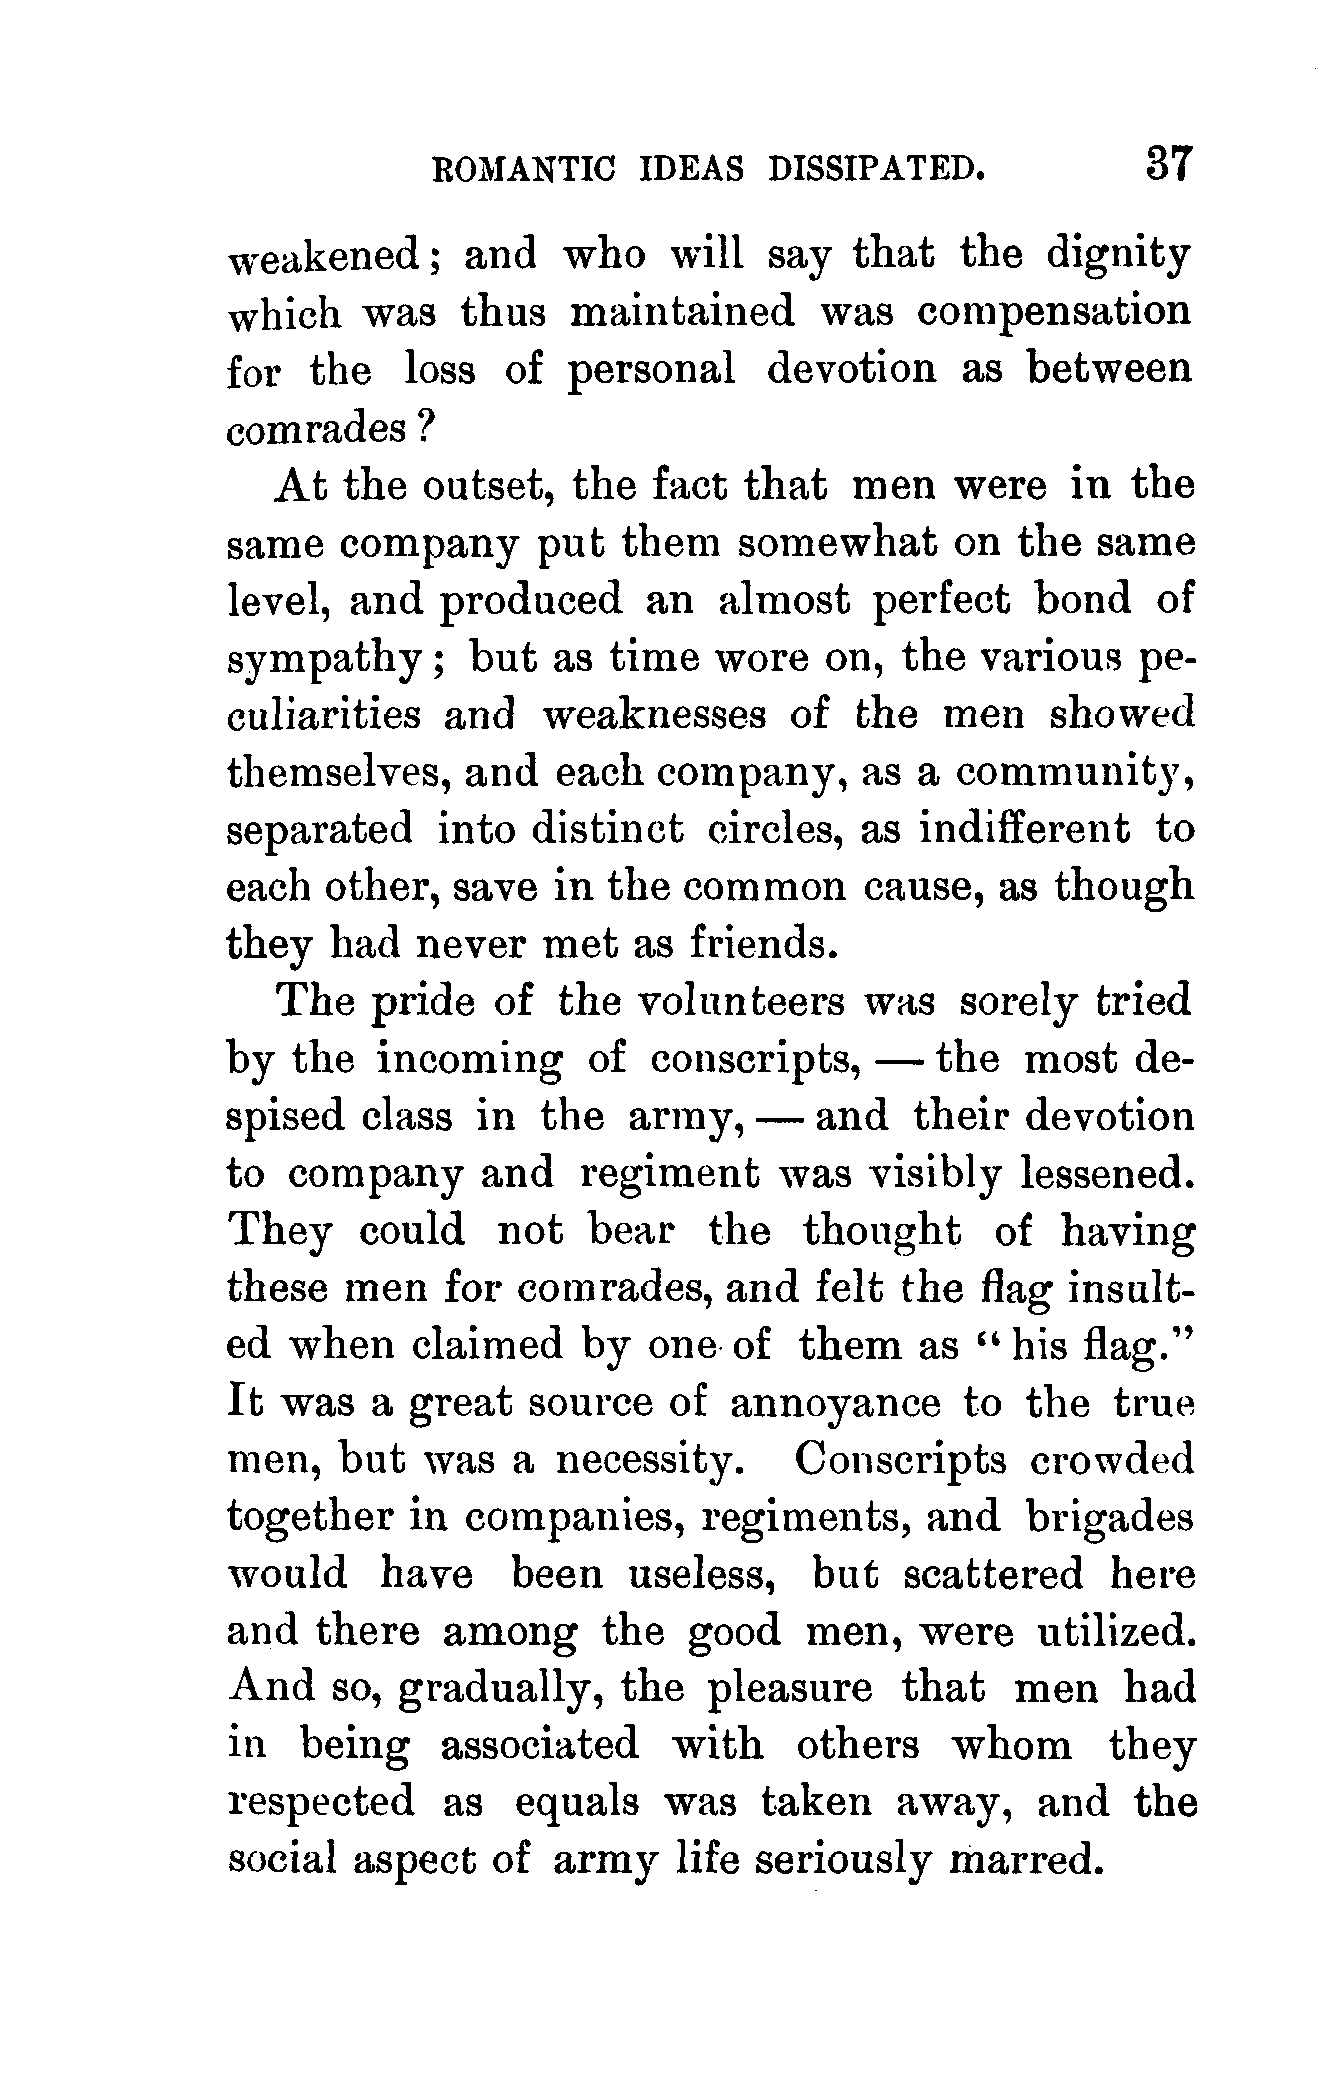 ROMANTIC IDEAS DISSIPATED. 37
weakened; and who will say that the dignity
which was thus maintained was compensation
for the loss of personal devotion as between
comrades?
At the outset, the fact that men were in the
same company put them somewhat on the same
level, and produced an almost perfect bond of
sympathy; but as time wore on, the various pe-
culiarities and weaknesses of the men showed
themselves, and each company, as a community,
separated into distinct circles, as indifferent to
each other, save in the common cause, as though
they had never met as friends.
The pride of the volunteers was sorely tried
by the incoming of conscripts, — the most de-
spised class in the army, — and their devotion
to company and regiment was visibly lessened.
They could not bear the thought of having
these men for comrades, and felt the flag insult-
ed when claimed by one of them as “his flag.”
It was a great source of annoyance to the true
men, but was a necessity. Conscripts crowded
together in companies, regiments, and brigades
would have been useless, but scattered here
and there among the good men, were utilized.
And so, gradually, the pleasure that men had
in being associated with others whom they
respected as equals was taken away, and the
social aspect of army life seriously marred.